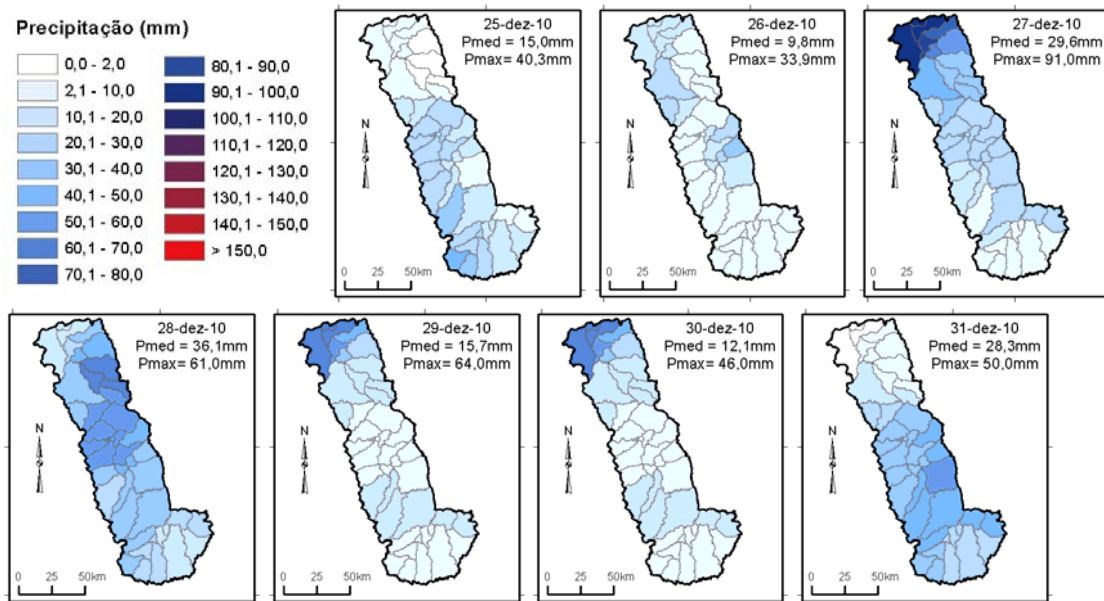 Precipitação (mm)
0,0 - 2,0
2,1 - 10,0
10,1 - 20,0
20,1 - 30,0
30,1 - 40,0
40,1 - 50,0
50,1 - 60,0
60,1 - 70,0
70,1 - 80,0
80,1 - 90,0
90,1 - 100,0
100,1 - 110,0
110,1 - 120,0
120,1 - 130,0
130,1 - 140,0
140,1 - 150,0
> 150,0
25-dez-10
Pmed = 15,0mm
Pmax= 40,3mm
N
0 25 50km
26-dez-10
Pmed = 9,8mm
Pmax= 33,9mm
N
0 25 50km
27-dez-10
Pmed = 29,6mm
Pmax= 91,0mm
N
0 25 50km
28-dez-10
Pmed = 36,1mm
Pmax= 61,0mm
N
0 25 50km
29-dez-10
Pmed = 15,7mm
Pmax= 64,0mm
N
0 25 50km
30-dez-10
Pmed = 12,1mm
Pmax= 46,0mm
N
0 25 50km
31-dez-10
Pmed = 28,3mm
Pmax= 50,0mm
N
0 25 50km